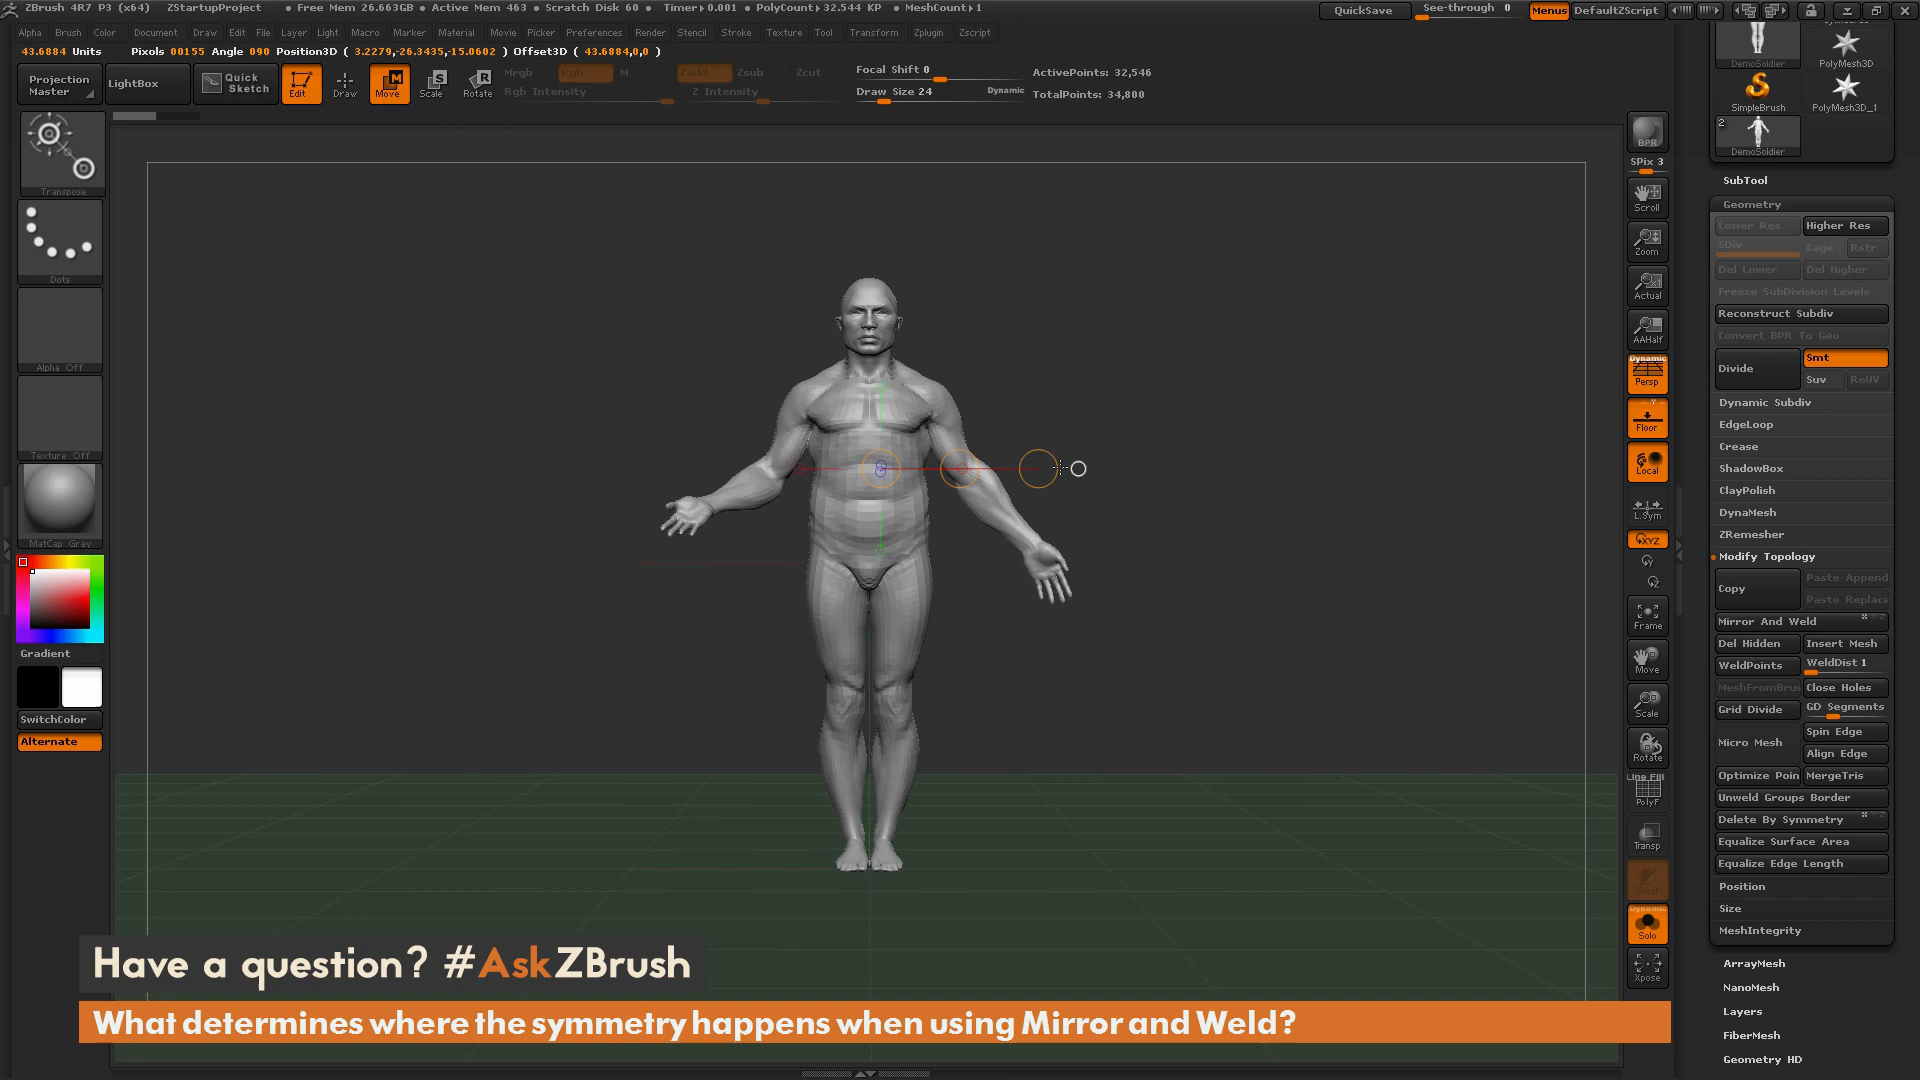 ZBrush 4R7 P3 (x64) ZStartupProject • Free Mem 26.663GB • Active Mem 463 • Scratch Disk 60 • Timer▸0.001 • PolyCount▸32.544 KP • MeshCount▸1 QuickSave See-through 0 Menus DefaultZScript
Alpha Brush Color Document Draw Edit File Layer Light Macro Marker Material Movie Picker Preferences Render Stencil Stroke Texture Tool Transform Zplugin Zscript
43.6884 Units Pixols 00155 Angle 090 Position3D ( 3.2279,-26.3435,-15.0602 ) Offset3D ( 43.6884,0,0 )
Projection Master
LightBox
Quick Sketch
Edit
Draw
M
Move
S
Scale
R
Rotate
Mrgb Rgb M
Rgb Intensity
Zadd Zsub Zcut
Z Intensity
Focal Shift 0
Draw Size 24 Dynamic
ActivePoints: 32,546
TotalPoints: 34,800
Transpose
Dots
Alpha Off
Texture Off
MatCap Gray
Gradient
SwitchColor
Alternate
BPR
SPix 3
Scroll
Zoom
Actual
AAHalf
Dynamic
Persp
Floor
Local
L.Sym
XYZ
Y
Z
Frame
Move
Scale
Rotate
Line Fill
PolyF
Transp
Ghost
Dynamic
Solo
Xpose
DemoSoldier
PolyMesh3D
SimpleBrush
PolyMesh3D_1
2
DemoSoldier
SubTool
Geometry
Lower Res Higher Res
SDiv Cage Rstr
Del Lower Del Higher
Freeze SubDivision Levels
Reconstruct Subdiv
Convert BPR To Geo
Divide Smt
Suv ReUV
Dynamic Subdiv
EdgeLoop
Crease
ShadowBox
ClayPolish
DynaMesh
ZRemesher
Modify Topology
Copy Paste Append
Paste Replace
Mirror And Weld
Del Hidden Insert Mesh
WeldPoints WeldDist 1
MeshFromBru Close Holes
Grid Divide GD Segments
Micro Mesh Spin Edge
Align Edge
Optimize Poin MergeTris
Unweld Groups Border
Delete By Symmetry
Equalize Surface Area
Equalize Edge Length
Position
Size
MeshIntegrity
ArrayMesh
NanoMesh
Layers
FiberMesh
Geometry HD
Have a question? #AskZBrush
What determines where the symmetry happens when using Mirror and Weld?